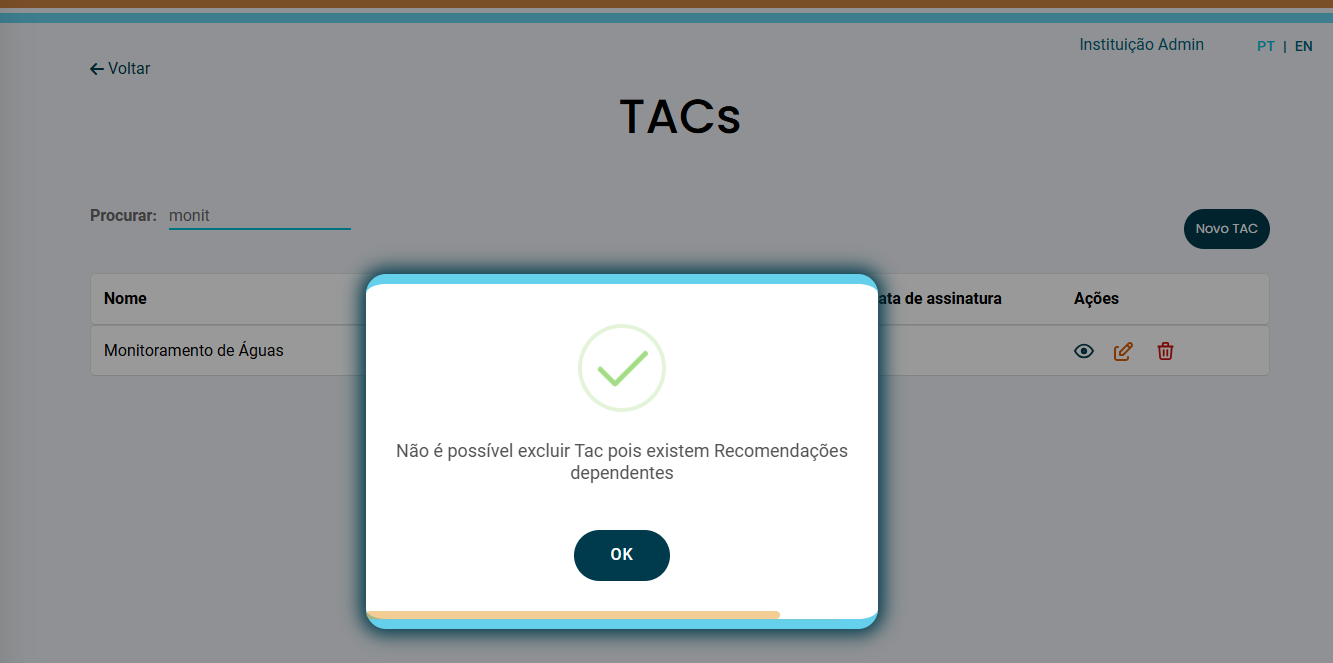 Instituição Admin
PT | EN
Voltar
TACs
Procurar: monit
Novo TAC
Nome
ata de assinatura
Ações
Monitoramento de Águas
Não é possível excluir Tac pois existem Recomendações
dependentes
OK